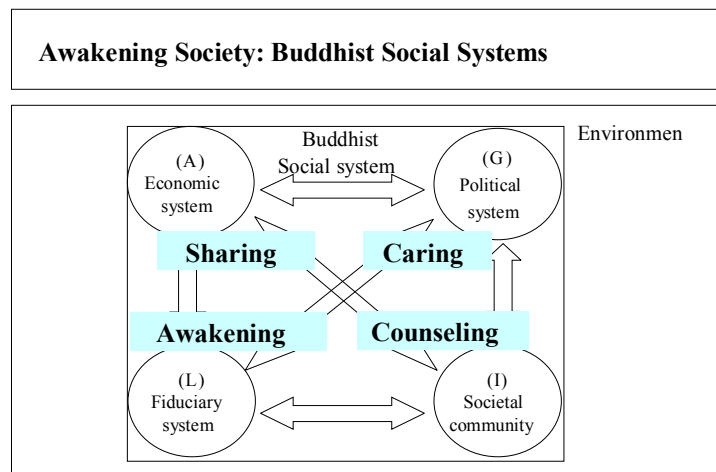 Awakening Society: Buddhist Social Systems
Environmen
Buddhist
Social system
(A)
Economic
system
(G)
Political
system
Sharing
Caring
Awakening
Counseling
(L)
Fiduciary
system
(I)
Societal
community